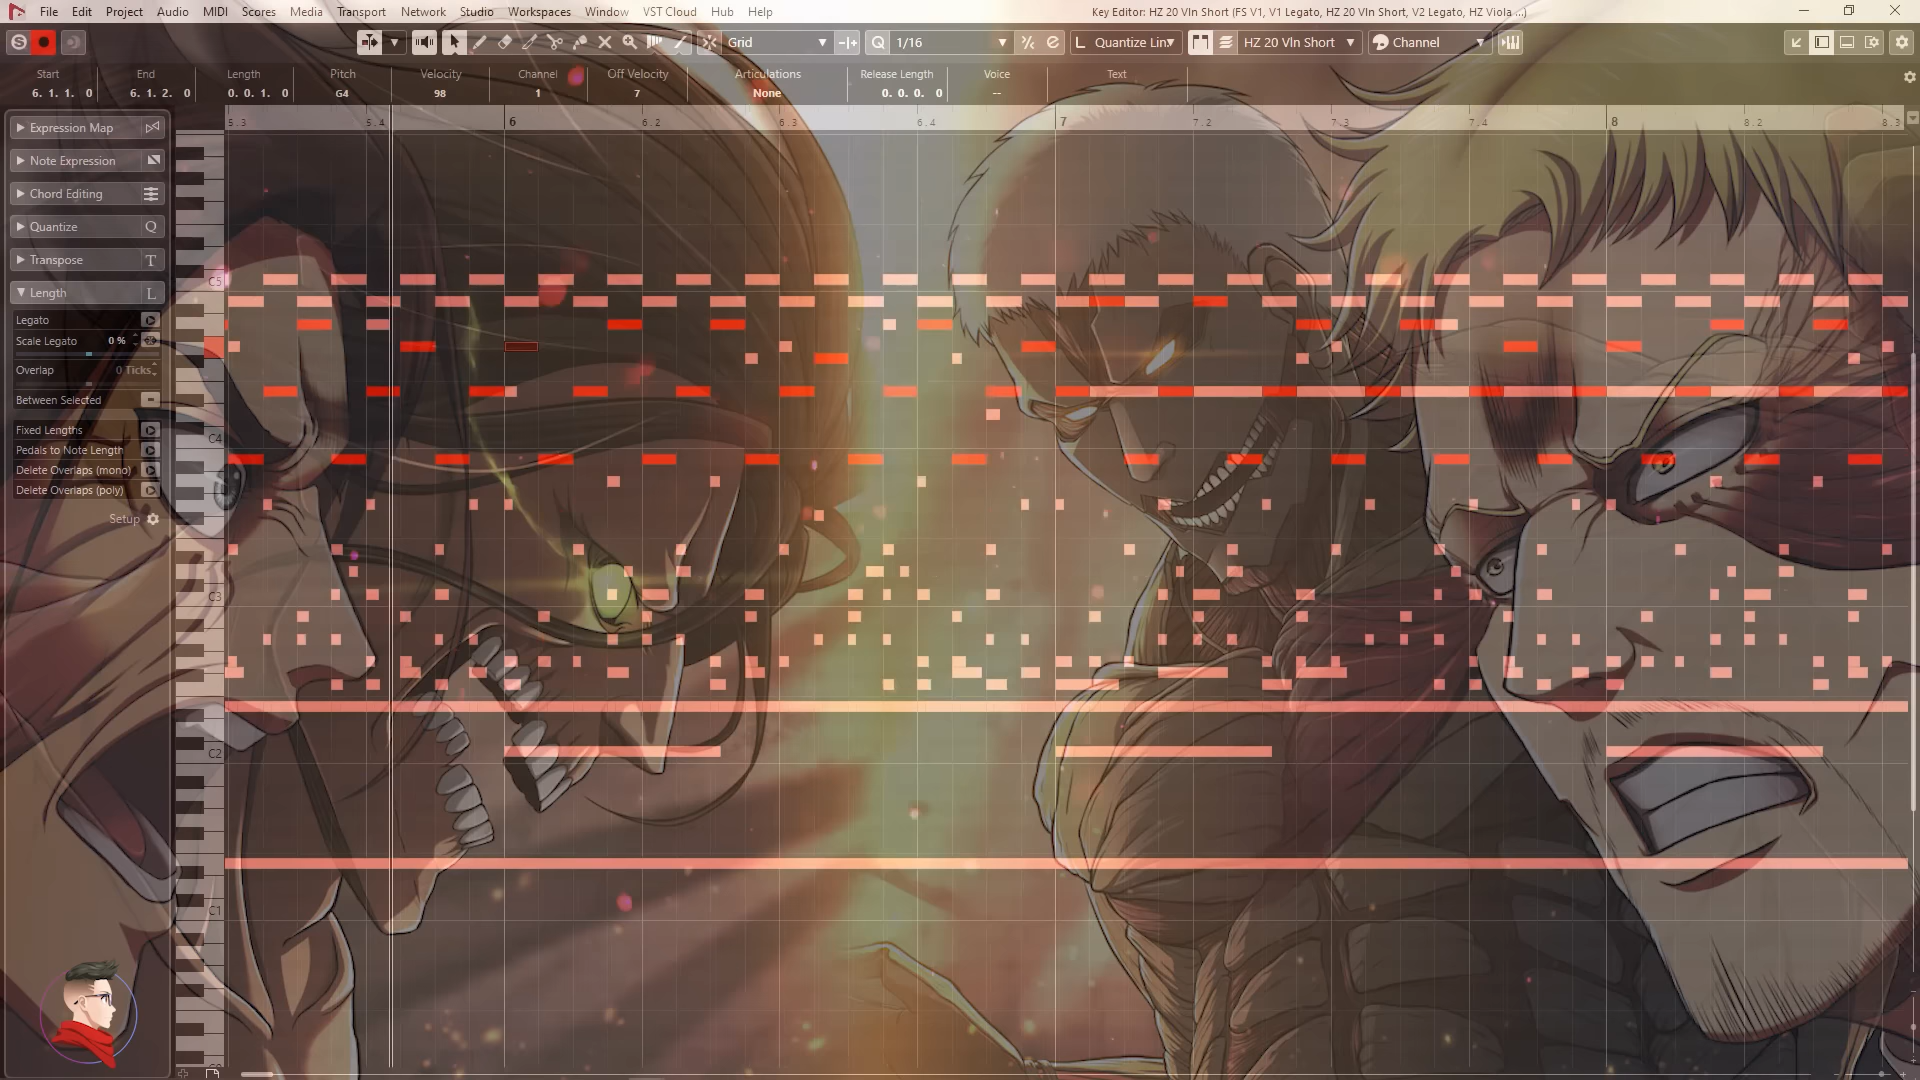 File Edit Project Audio MIDI Scores Media Transport Network Studio Workspaces Window VST Cloud Hub Help
Key Editor: HZ 20 Vln Short (FS V1, V1 Legato, HZ 20 Vln Short, V2 Legato, HZ Viola ...)
S Grid Q 1/16 L Quantize Lin HZ 20 Vln Short Channel
Start End Length Pitch Velocity Channel Off Velocity Articulations Release Length Voice Text
6. 1. 1. 0 6. 1. 2. 0 0. 0. 1. 0 G4 98 1 7 None 0. 0. 0. 0 --
5.3 5.4 6 6.2 6.3 6.4 7 7.2 7.3 7.4 8 8.2 8.3
Expression Map
Note Expression
Chord Editing
Quantize Q
Transpose T
Length L
Legato
Scale Legato 0 %
Overlap 0 Ticks
Between Selected
Fixed Lengths
Pedals to Note Length
Delete Overlaps (mono)
Delete Overlaps (poly)
Setup
C5
C4
C3
C2
C1